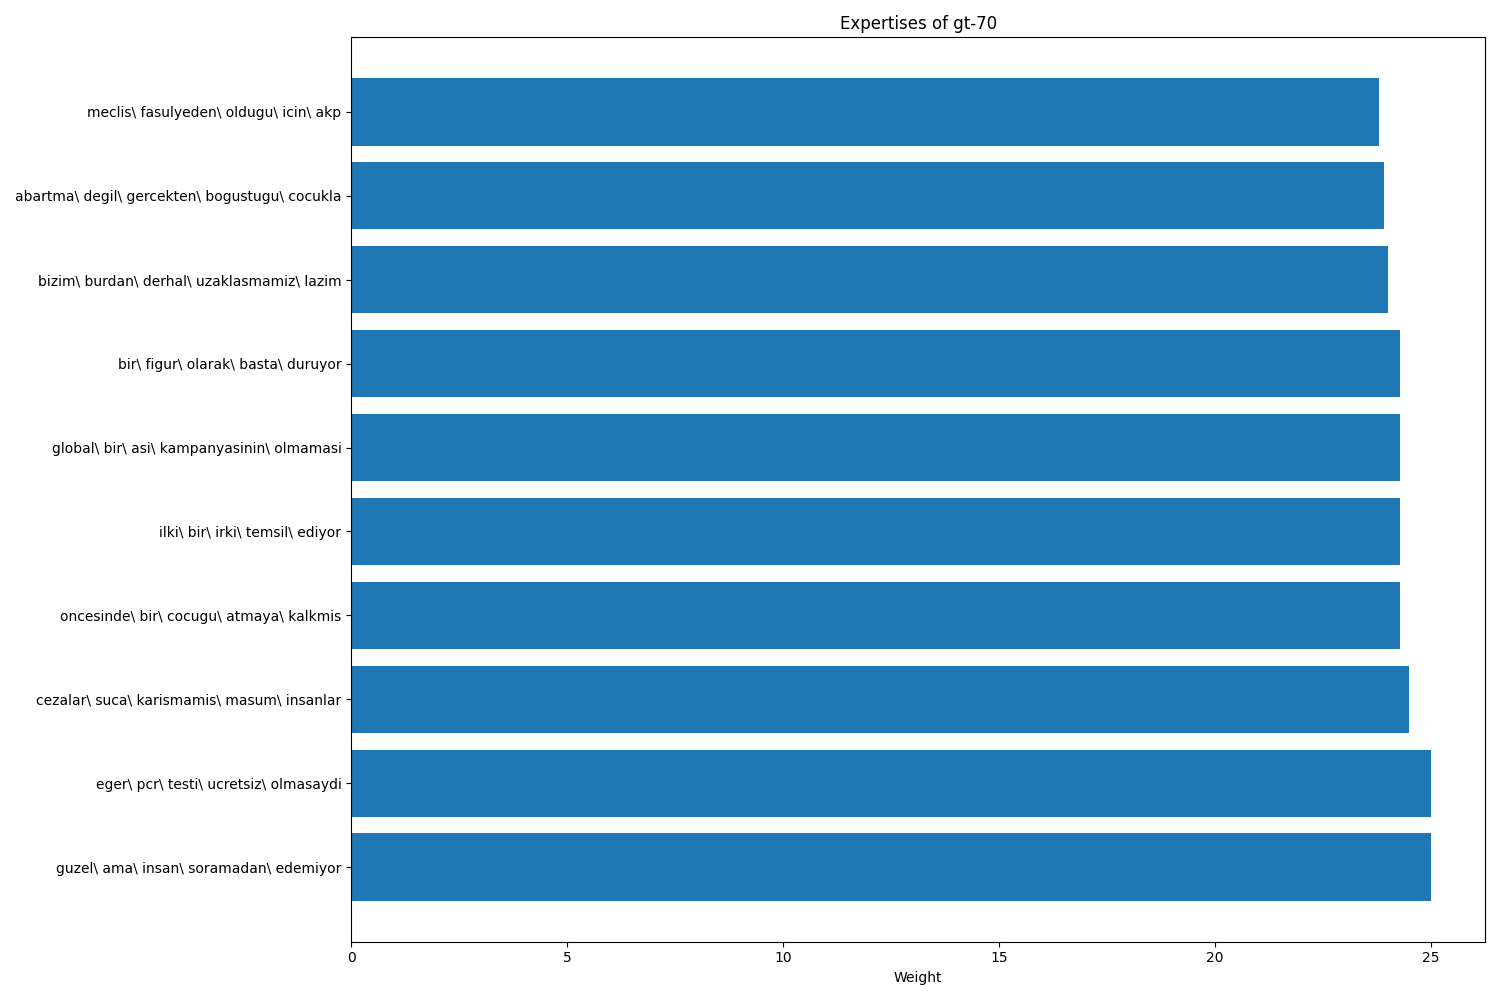 Expertises of gt-70
meclis\ fasulyeden\ oldugu\ icin\ akp
abartma\ degil\ gercekten\ bogustugu\ cocukla
bizim\ burdan\ derhal\ uzaklasmamiz\ lazim
bir\ figur\ olarak\ basta\ duruyor
global\ bir\ asi\ kampanyasinin\ olmamasi
ilki\ bir\ irki\ temsil\ ediyor
oncesinde\ bir\ cocugu\ atmaya\ kalkmis
cezalar\ suca\ karismamis\ masum\ insanlar
eger\ pcr\ testi\ ucretsiz\ olmasaydi
guzel\ ama\ insan\ soramadan\ edemiyor
0 5 10 15 20 25
Weight